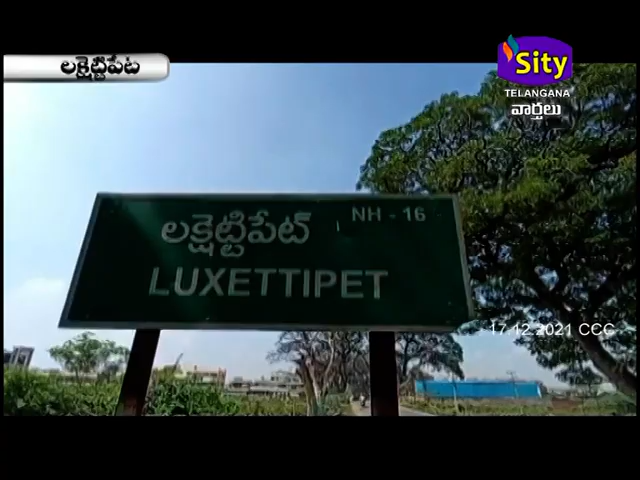 లక్షెట్టిపేట
Sity
TELANGANA
వార్తలు
NH - 16
లక్షెట్టిపేట్
LUXETTIPET
17.12.2021 CCC